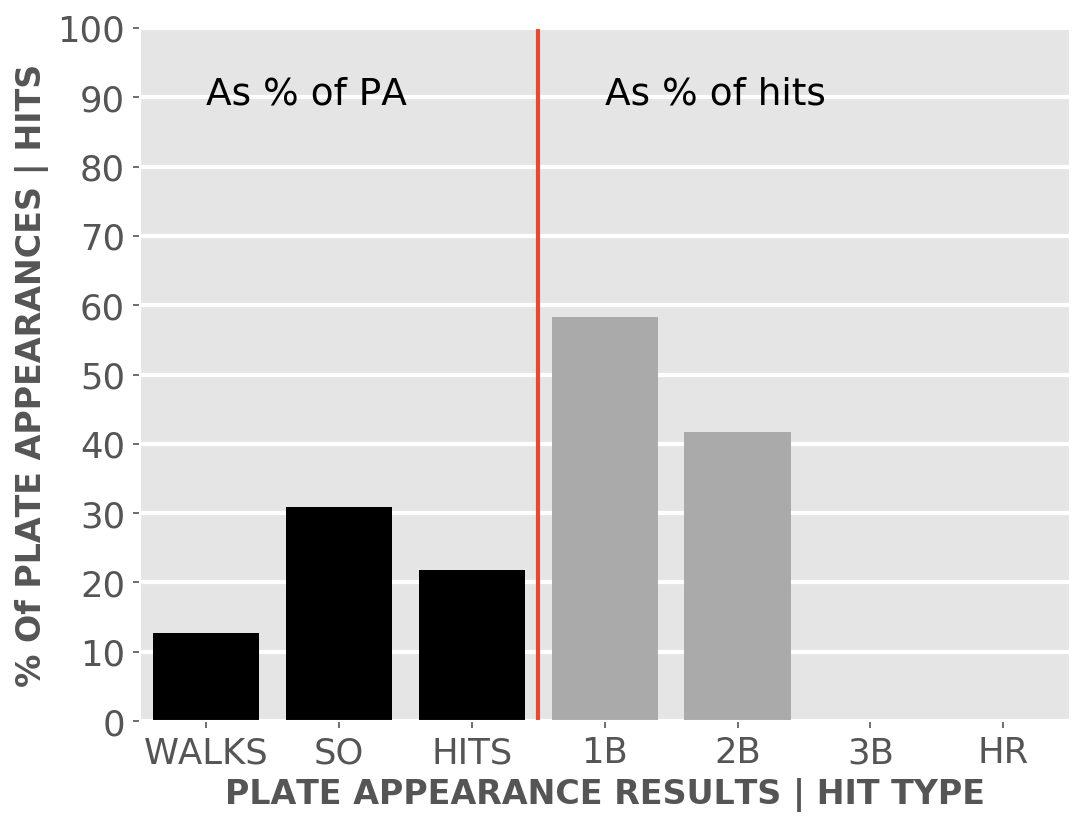 % Of PLATE APPEARANCES | HITS
100
90
80
70
60
50
40
30
20
10
0
As % of PA
As % of hits
WALKS SO HITS 1B 2B 3B HR
PLATE APPEARANCE RESULTS | HIT TYPE